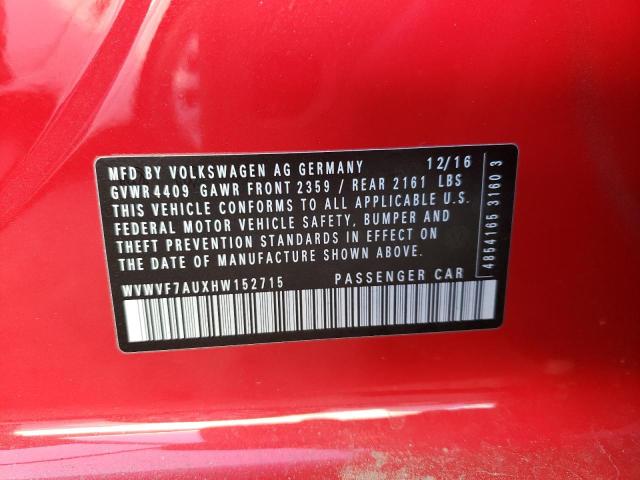 MFD BY VOLKSWAGEN AG GERMANY 12/16
GVWR 4409 GAWR FRONT 2359 / REAR 2161 LBS
THIS VEHICLE CONFORMS TO ALL APPLICABLE U.S.
FEDERAL MOTOR VEHICLE SAFETY, BUMPER AND
THEFT PREVENTION STANDARDS IN EFFECT ON
THE DATE OF MANUFACTURE SHOWN ABOVE.
WVWVF7AUXHW152715 PASSENGER CAR
4854 165 3160 3